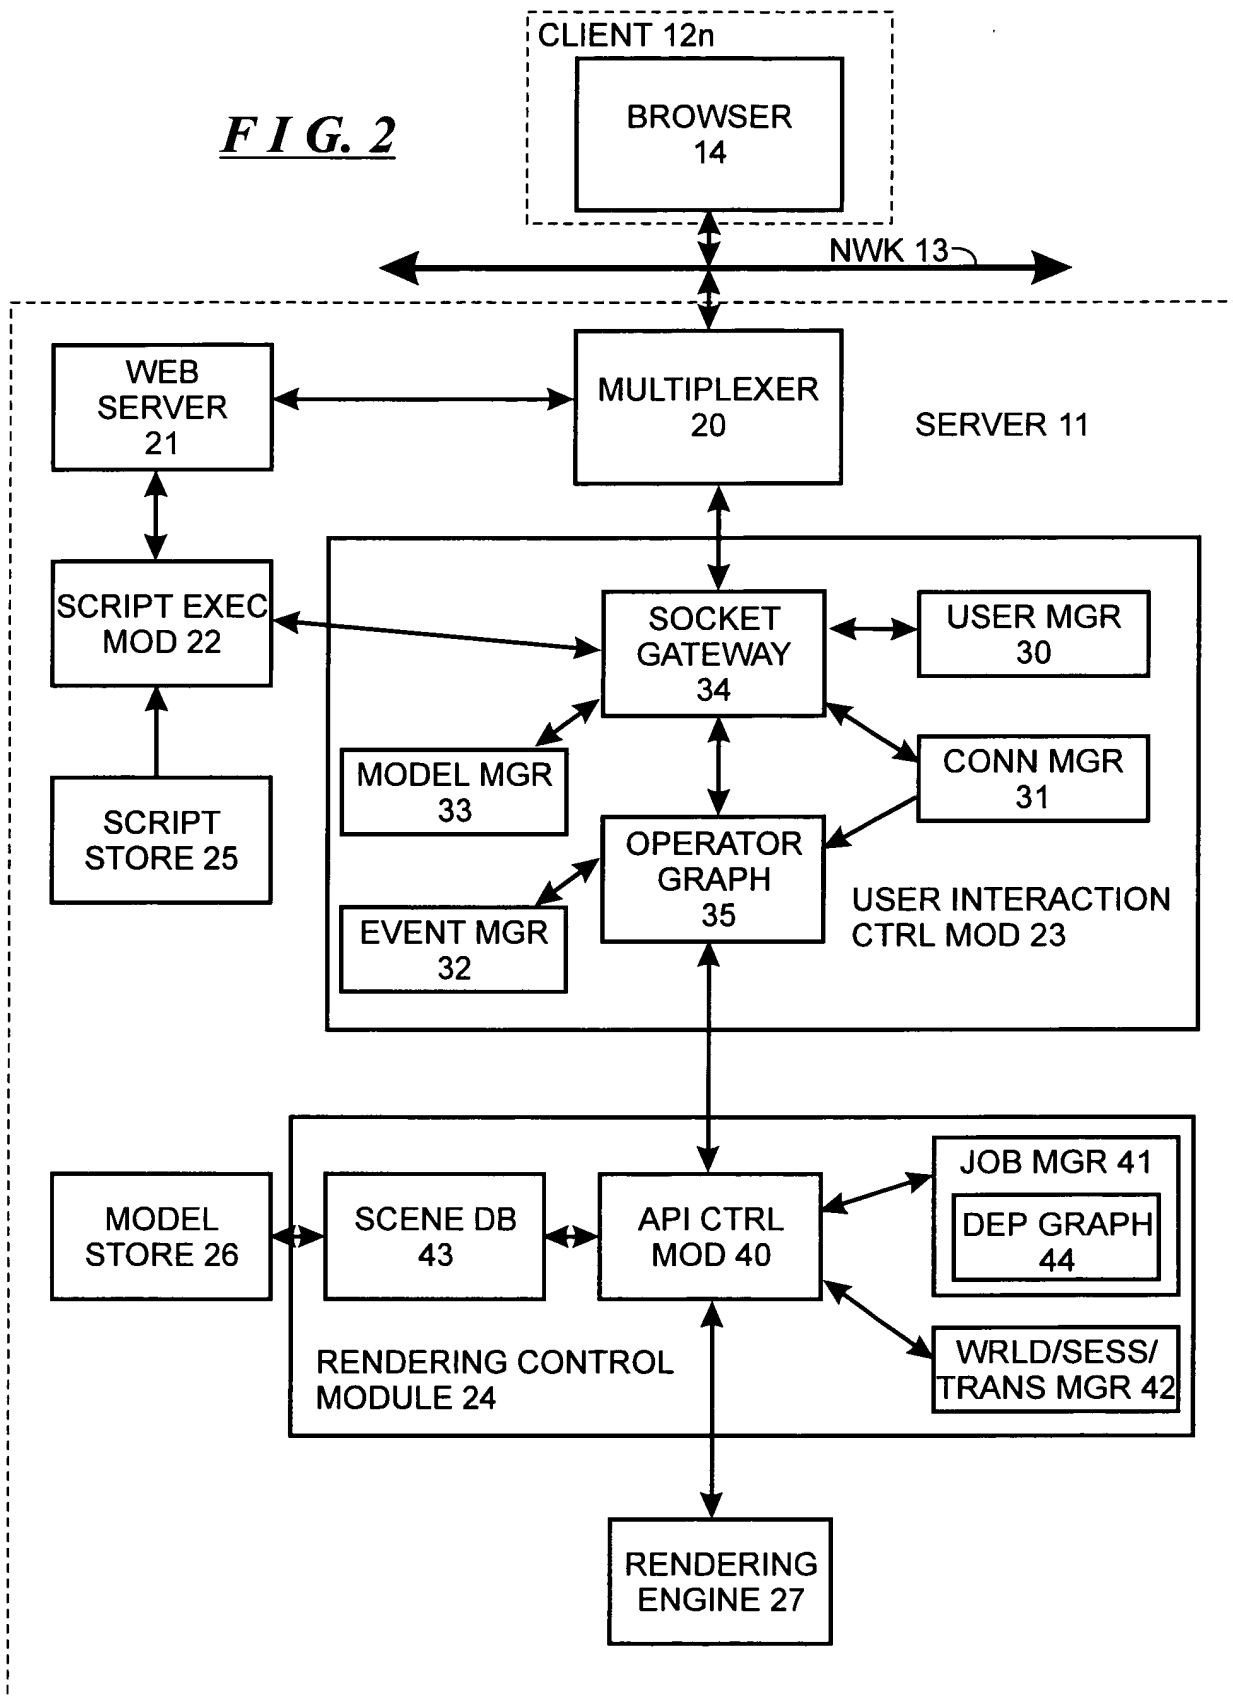 CLIENT 12n
BROWSER
14
F I G. 2
NWK 13
WEB
SERVER
21
MULTIPLEXER
20
SERVER 11
SCRIPT EXEC
MOD 22
SOCKET
GATEWAY
34
USER MGR
30
MODEL MGR
33
CONN MGR
31
SCRIPT
STORE 25
OPERATOR
GRAPH
35
EVENT MGR
32
USER INTERACTION
CTRL MOD 23
MODEL
STORE 26
SCENE DB
43
API CTRL
MOD 40
JOB MGR 41
DEP GRAPH
44
RENDERING CONTROL
MODULE 24
WRLD/SESS/
TRANS MGR 42
RENDERING
ENGINE 27